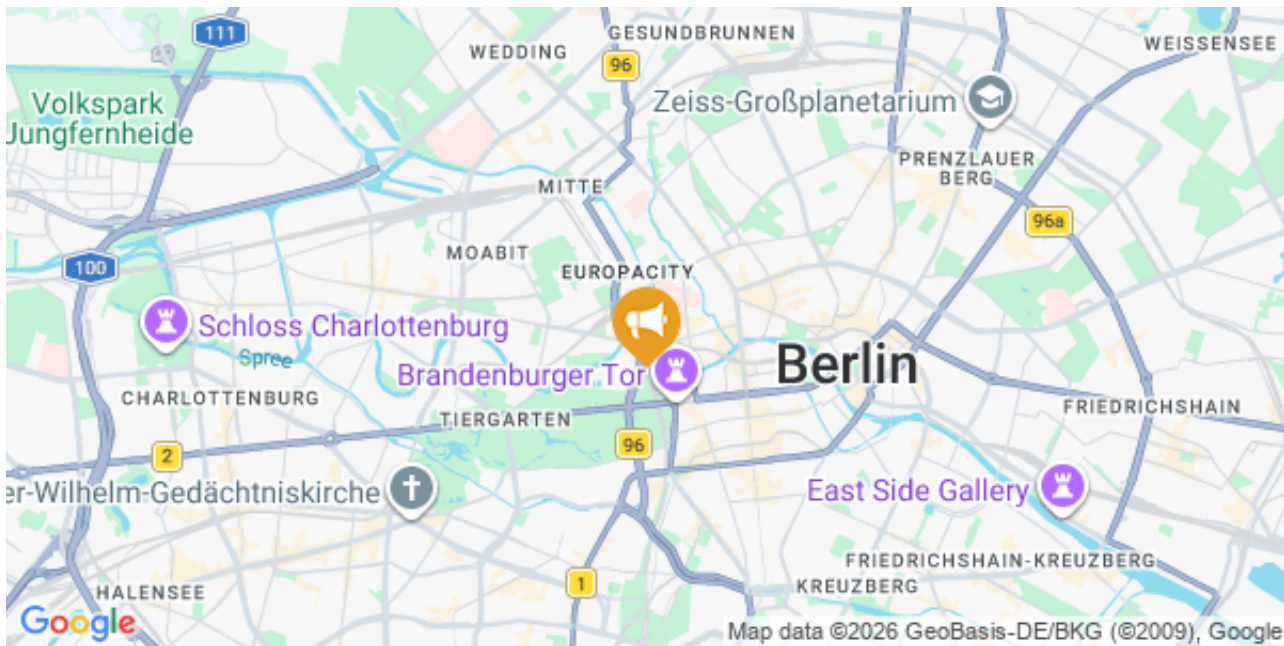 111
GESUNDBRUNNEN
WEDDING
96
WEISSENSEE
Volkspark
Jungfernheide
Zeiss-Großplanetarium
PRENZLAUER
BERG
MITTE
96a
MOABIT
100
EUROPACITY
Schloss Charlottenburg
Spree
Brandenburger Tor
Berlin
CHARLOTTENBURG
TIERGARTEN
FRIEDRICHSHAIN
2
96
er-Wilhelm-Gedächtniskirche
East Side Gallery
FRIEDRICHSHAIN-KREUZBERG
1
KREUZBERG
HALENSEE
Google
Map data ©2026 GeoBasis-DE/BKG (©2009), Google